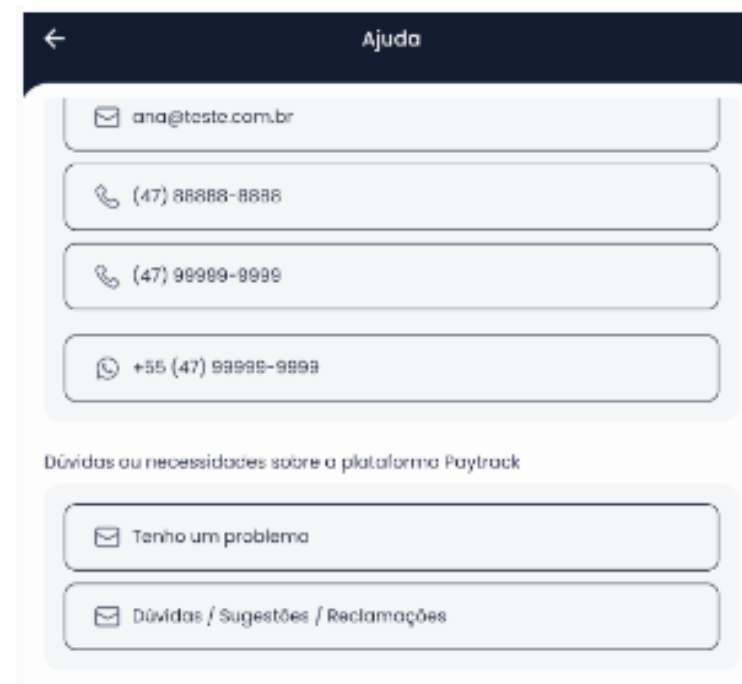 Ajuda
ana@teste.com.br
(47) 88888-8888
(47) 99999-9999
+55 (47) 99999-9999
Dúvidas ou necessidades sobre a plataforma Paytrack
Tenho um problema
Dúvidas / Sugestões / Reclamações